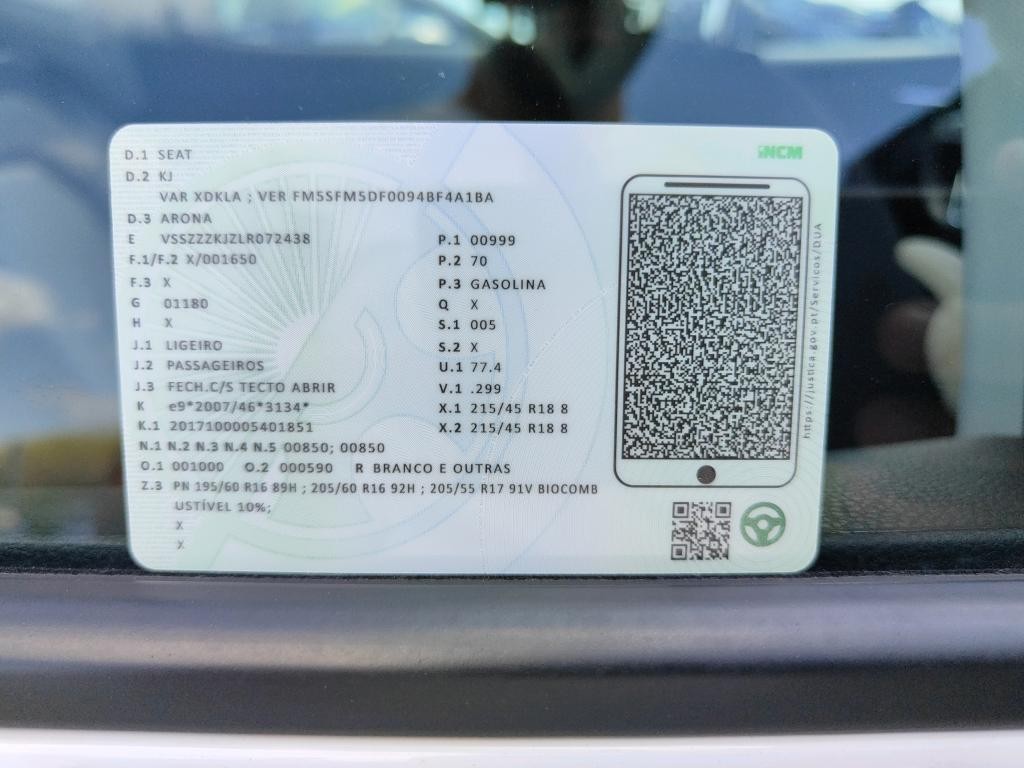 INCM
D.1 SEAT
D.2 KJ
VAR XDKLA ; VER FM5SFM5DF0094BF4A1BA
D.3 ARONA
E VSSZZZKJZLR072438
F.1/F.2 X/001650
F.3 X
G 01180
H X
J.1 LIGEIRO
J.2 PASSAGEIROS
J.3 FECH.C/S TECTO ABRIR
K e9*2007/46*3134*
K.1 2017100005401851
N.1 N.2 N.3 N.4 N.5 00850; 00850
O.1 001000 O.2 000590 R BRANCO E OUTRAS
Z.3 PN 195/60 R16 89H ; 205/60 R16 92H ; 205/55 R17 91V BIOCOMB
USTÍVEL 10%;
X
X
P.1 00999
P.2 70
P.3 GASOLINA
Q X
S.1 005
S.2 X
U.1 77.4
V.1 .299
X.1 215/45 R18 8
X.2 215/45 R18 8
https://justica.gov.pt/Servicos/DUA